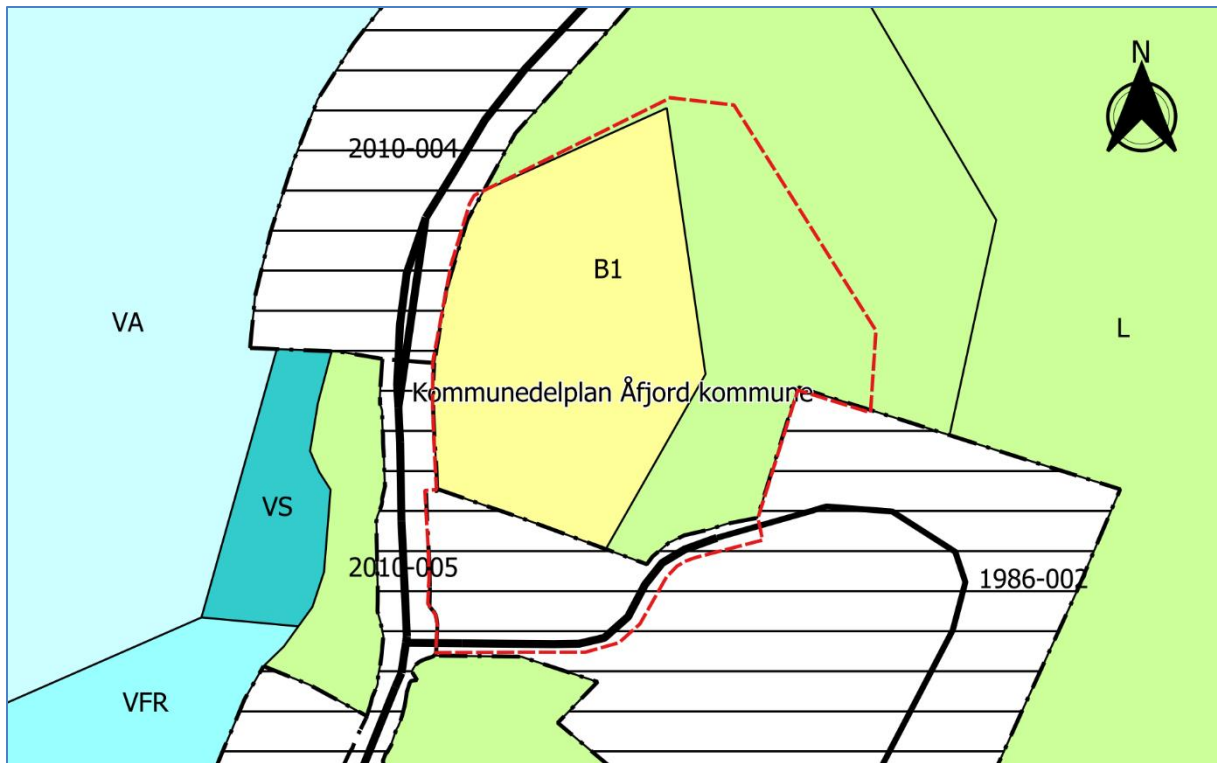 N
2010-004
B1
VA
L
Kommunedelplan Åfjord kommune
VS
2010-005
1986-002
VFR